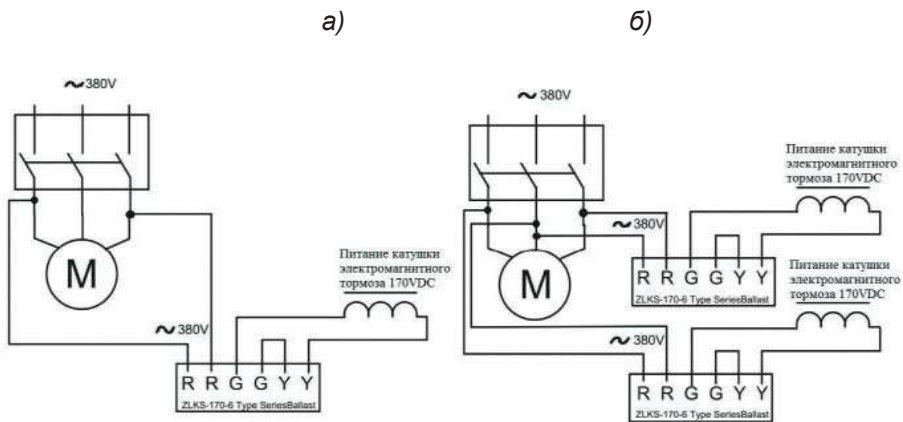 а)
б)
~380V
M
~380V
R R G G Y Y
ZLKS-170-6 Type SeriesBallast
Питание катушки
электромагнитного
тормоза 170VDC
~380V
M
~380V
R R G G Y Y
ZLKS-170-6 Type SeriesBallast
Питание катушки
электромагнитного
тормоза 170VDC
~380V
R R G G Y Y
ZLKS-170-6 Type SeriesBallast
Питание катушки
электромагнитного
тормоза 170VDC